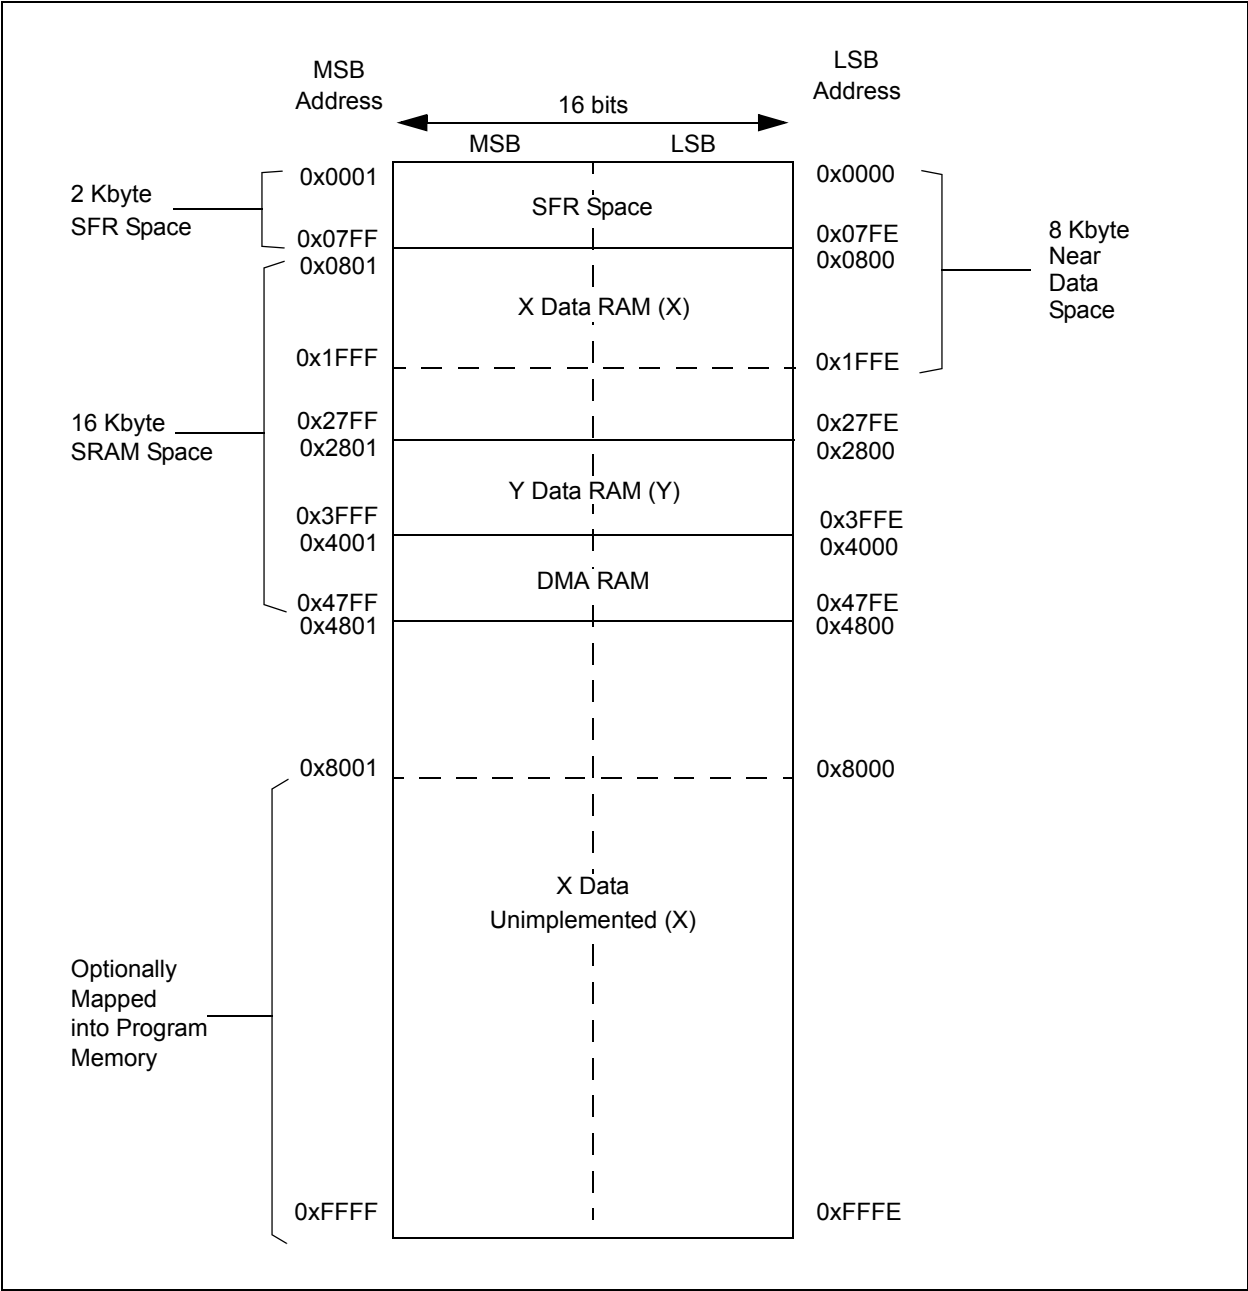 MSB
Address
LSB
Address
16 bits
MSB
LSB
0x0001
0x0000
2 Kbyte
SFR Space
SFR Space
0x07FF
0x07FE
0x0801
0x0800
8 Kbyte
Near
Data
Space
X Data RAM (X)
0x1FFF
0x1FFE
16 Kbyte
SRAM Space
0x27FF
0x27FE
0x2801
0x2800
Y Data RAM (Y)
0x3FFF
0x3FFE
0x4001
0x4000
DMA RAM
0x47FF
0x47FE
0x4801
0x4800
0x8001
0x8000
X Data
Unimplemented (X)
Optionally
Mapped
into Program
Memory
0xFFFF
0xFFFE